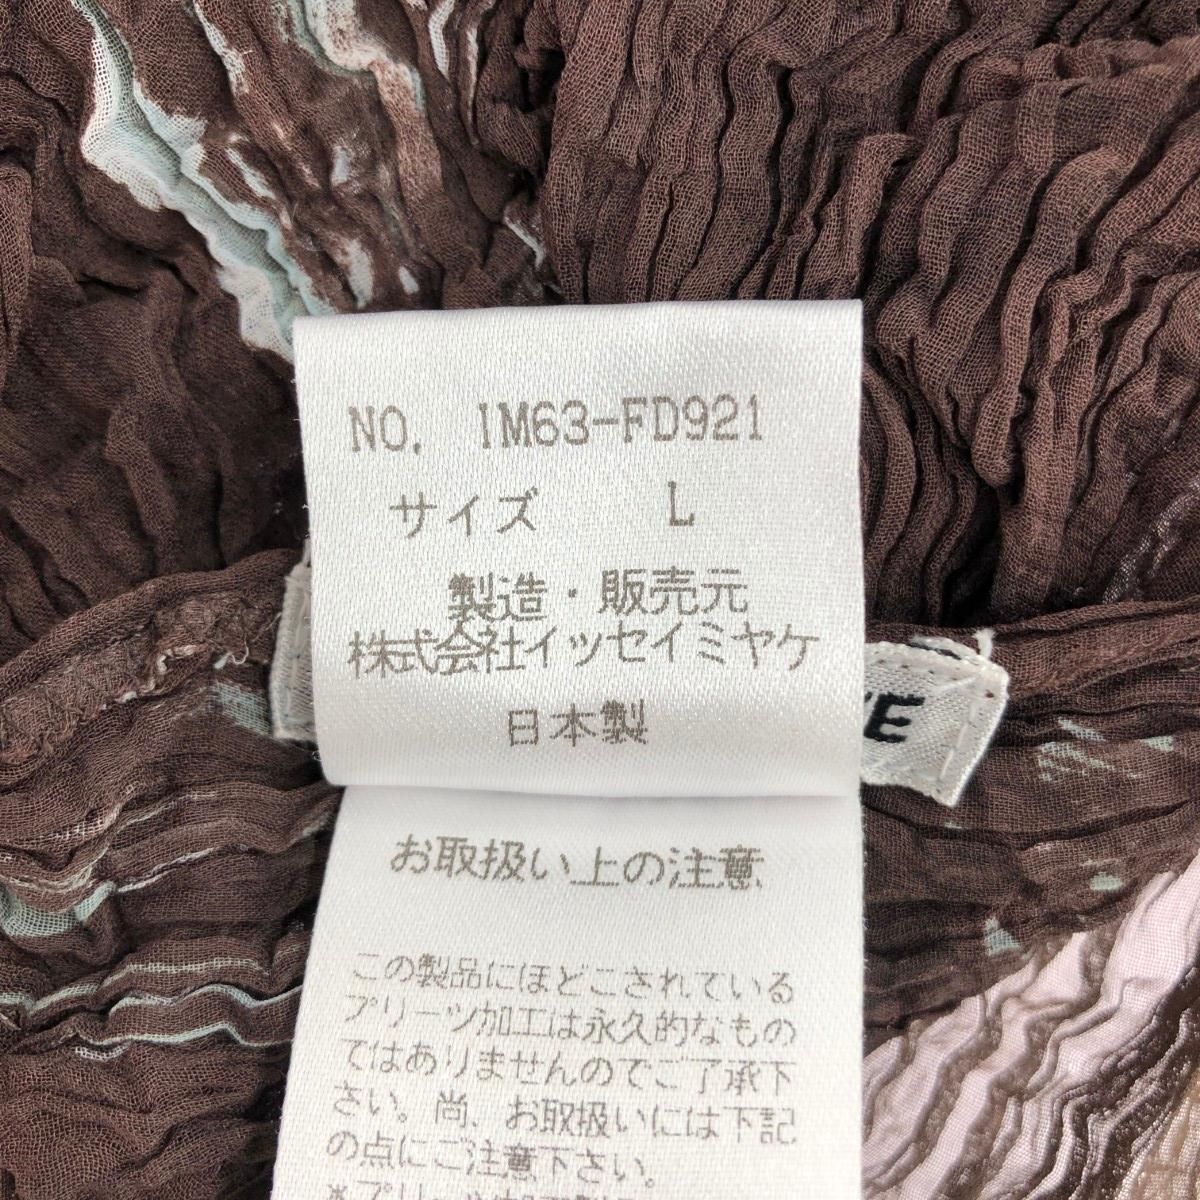 NO. IM63-FD921
サイズ L
製造・販売元
株式会社イッセイミヤケ
日本製
お取扱い上の注意
この製品にほどこされている
プリーツ加工は永久的なもの
ではありませんのでご了承下
さい。尚、お取扱いには下記
の点にご注意下さい。